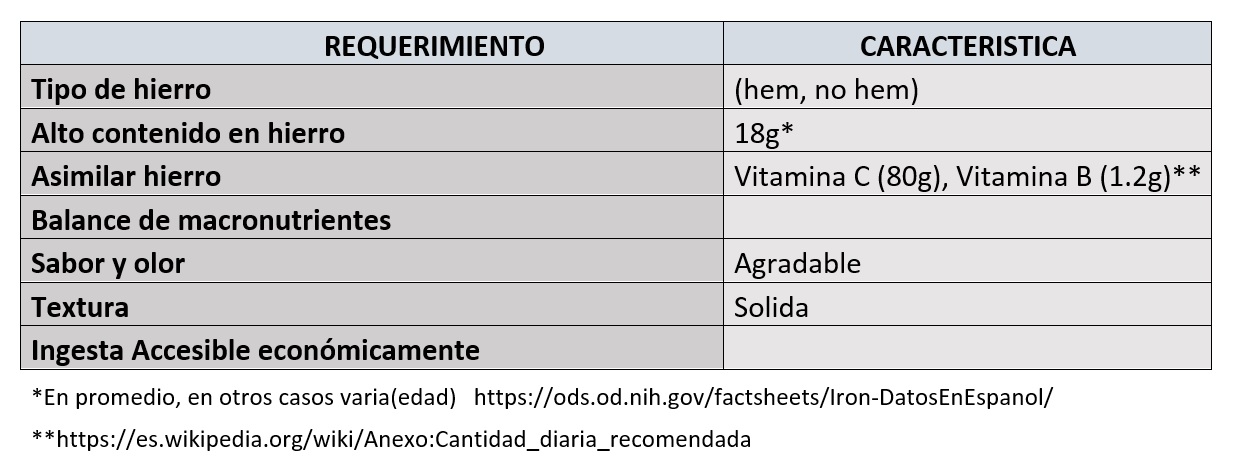 REQUERIMIENTO CARACTERISTICA
Tipo de hierro (hem, no hem)
Alto contenido en hierro 18g*
Asimilar hierro Vitamina C (80g), Vitamina B (1.2g)**
Balance de macronutrientes
Sabor y olor Agradable
Textura Solida
Ingesta Accesible económicamente
*En promedio, en otros casos varia(edad) https://ods.od.nih.gov/factsheets/Iron-DatosEnEspanol/
**https://es.wikipedia.org/wiki/Anexo:Cantidad_diaria_recomendada